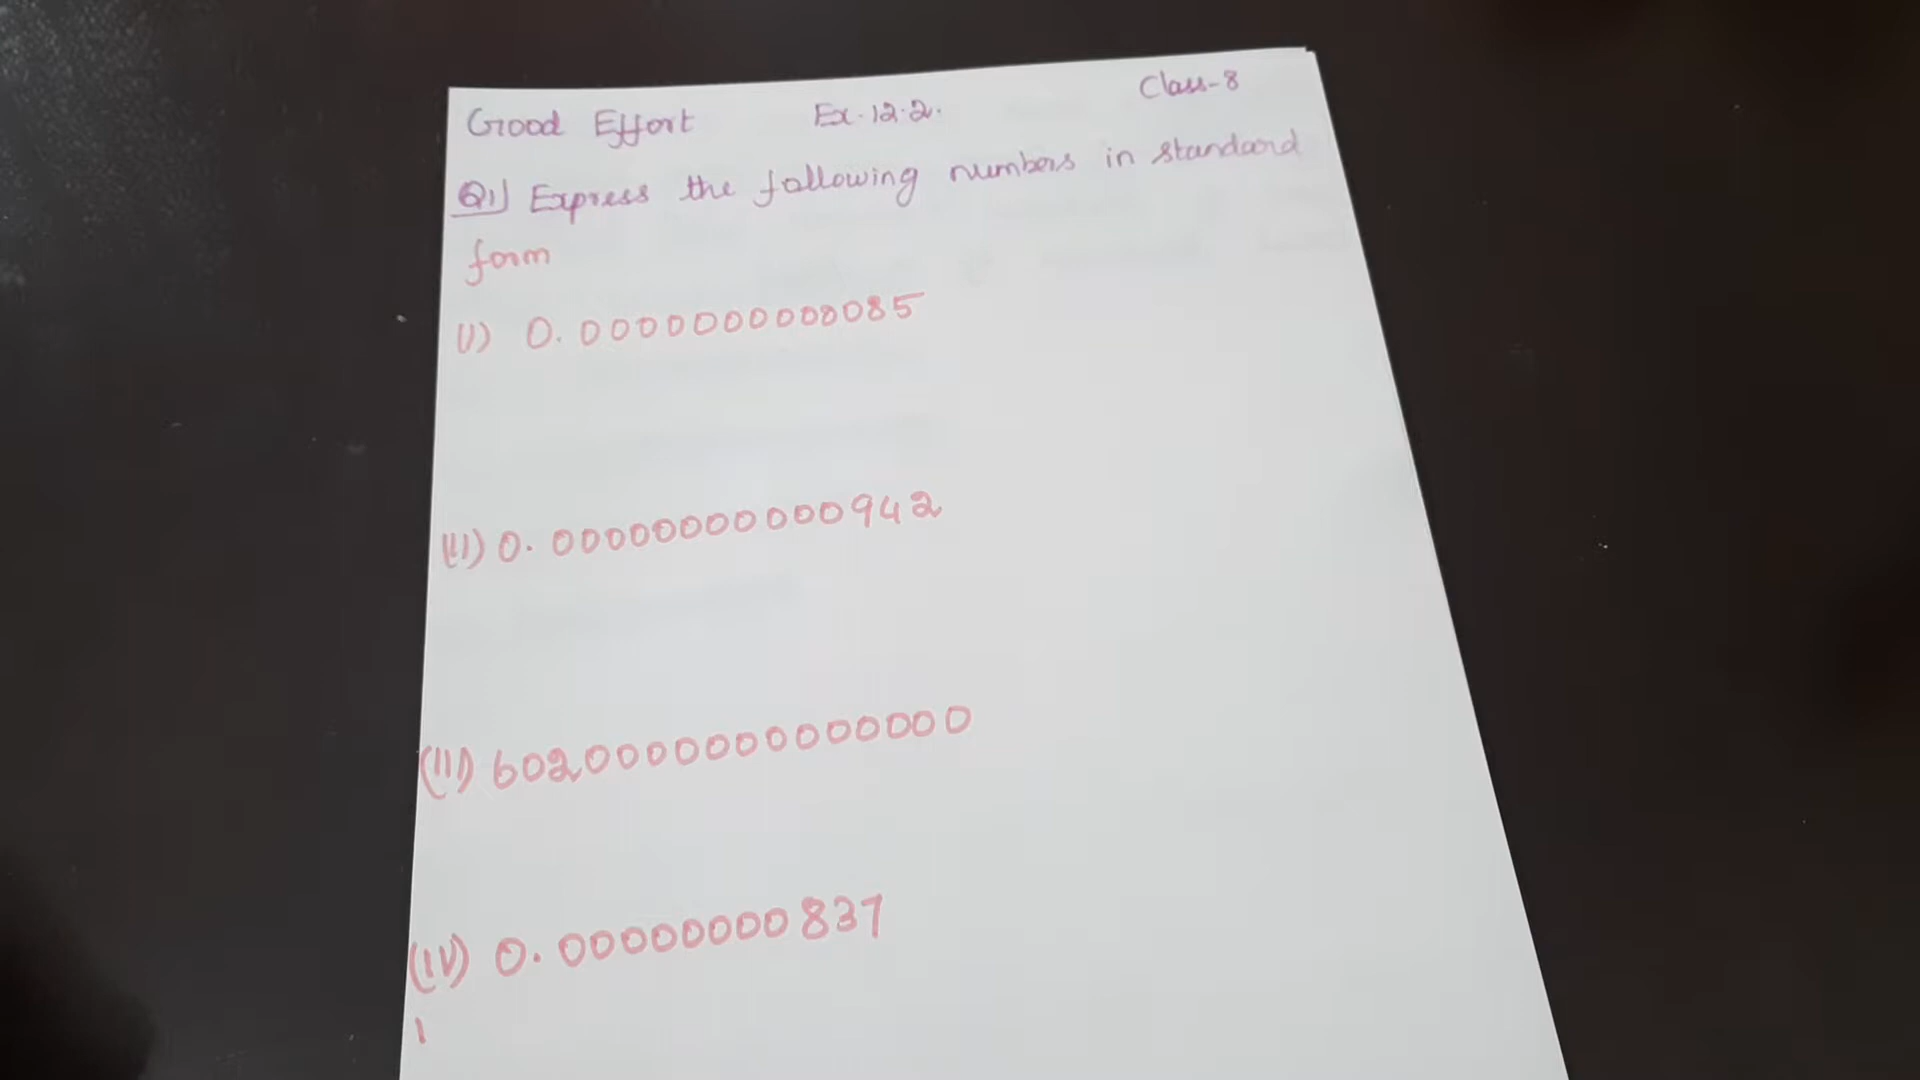 Good Effort Ex.12.2. Class-8
Q1) Express the following numbers in standard
form
(i) 0.0000000000085
(ii) 0.00000000000942
(iii) 6020000000000000
(iv) 0.00000000837